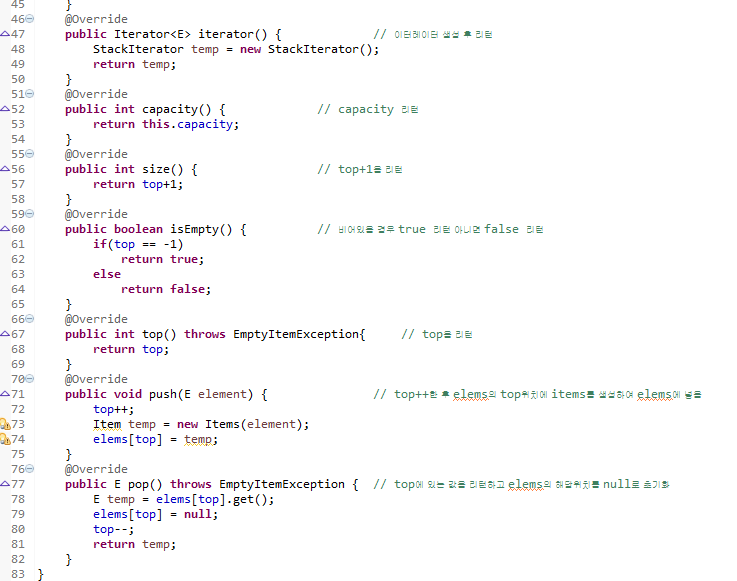 45 }
46 @Override
47 public Iterator<E> iterator() { // 이터레이터 생성 후 리턴
48 StackIterator temp = new StackIterator();
49 return temp;
50 }
51 @Override
52 public int capacity() { // capacity 리턴
53 return this.capacity;
54 }
55 @Override
56 public int size() { // top+1을 리턴
57 return top+1;
58 }
59 @Override
60 public boolean isEmpty() { // 비어있을 경우 true 리턴 아니면 false 리턴
61 if(top == -1)
62 return true;
63 else
64 return false;
65 }
66 @Override
67 public int top() throws EmptyItemException{ // top을 리턴
68 return top;
69 }
70 @Override
71 public void push(E element) { // top++한 후 elems의 top위치에 items를 생성하여 elems에 넣음
72 top++;
73 Item temp = new Items(element);
74 elems[top] = temp;
75 }
76 @Override
77 public E pop() throws EmptyItemException { // top에 있는 값을 리턴하고 elems의 해당위치를 null로 초기화
78 E temp = elems[top].get();
79 elems[top] = null;
80 top--;
81 return temp;
82 }
83 }